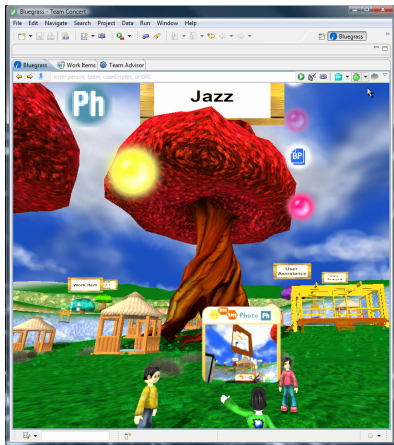 Bluegrass - Team Concert
File Edit Navigate Search Project Data Run Window Help
Bluegrass
Bluegrass Work Items Team Advisor
enter person, team, coordinates, or URL
Ph
Jazz
BP
User
Assistance
Work Item
Photo Ph